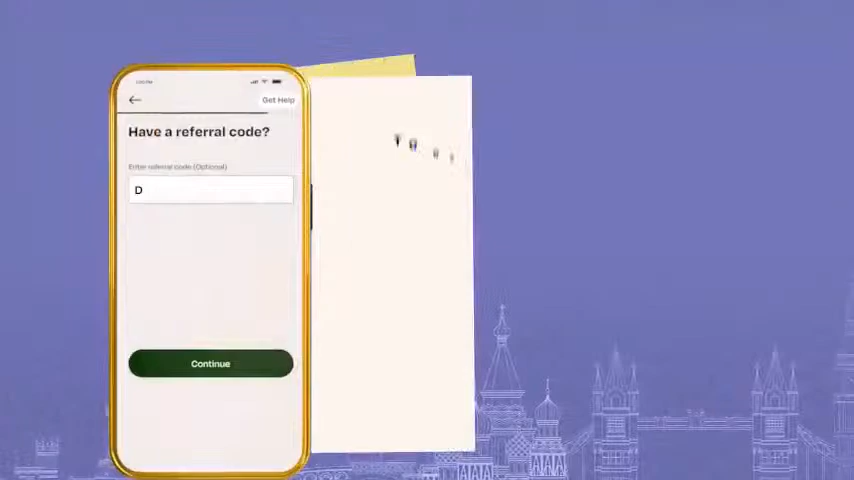 Get Help
Have a referral code?
Enter referral code (Optional)
D
Continue